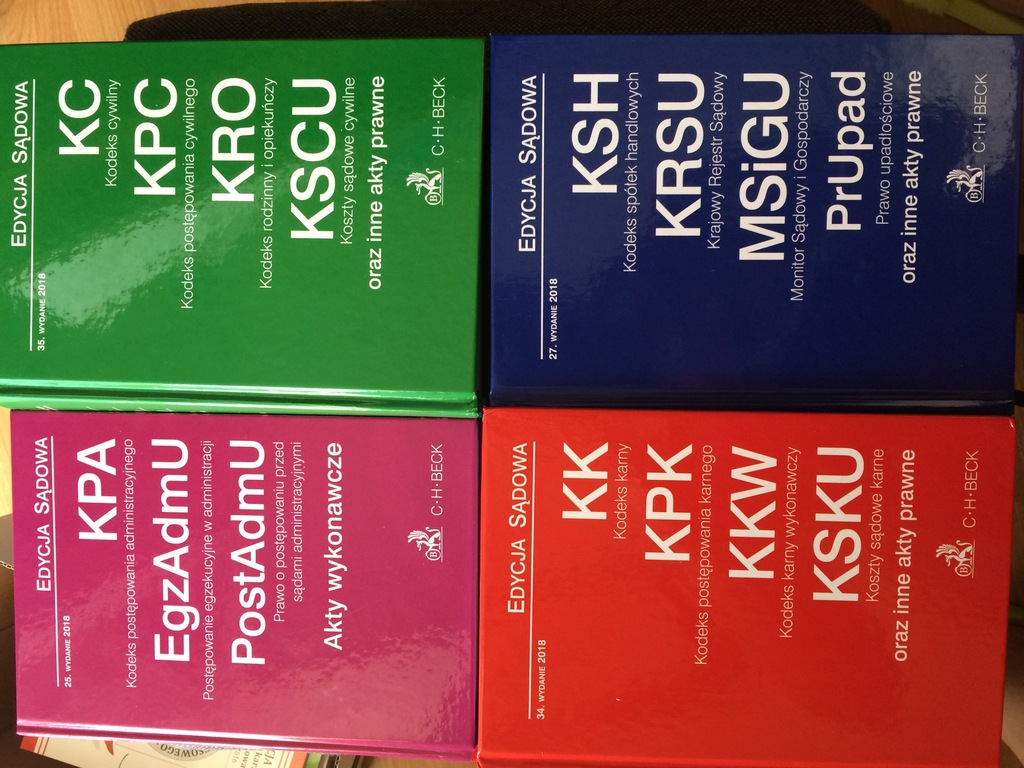 EDYCJA SĄDOWA
35. WYDANIE 2018
KC
Kodeks cywilny
KPC
Kodeks postępowania cywilnego
KRO
Kodeks rodzinny i opiekuńczy
KSCU
Koszty sądowe cywilne
oraz inne akty prawne
B
C·H·BECK
EDYCJA SĄDOWA
27. WYDANIE 2018
KSH
Kodeks spółek handlowych
KRSU
Krajowy Rejestr Sądowy
MSiGU
Monitor Sądowy i Gospodarczy
PrUpad
Prawo upadłościowe
oraz inne akty prawne
B
C·H·BECK
EDYCJA SĄDOWA
25. WYDANIE 2018
KPA
Kodeks postępowania administracyjnego
EgzAdmU
Postępowanie egzekucyjne w administracji
PostAdmU
Prawo o postępowaniu przed
sądami administracyjnymi
Akty wykonawcze
B
C·H·BECK
EDYCJA SĄDOWA
34. WYDANIE 2018
KK
Kodeks karny
KPK
Kodeks postępowania karnego
KKW
Kodeks karny wykonawczy
KSKU
Koszty sądowe karne
oraz inne akty prawne
B
C·H·BECK